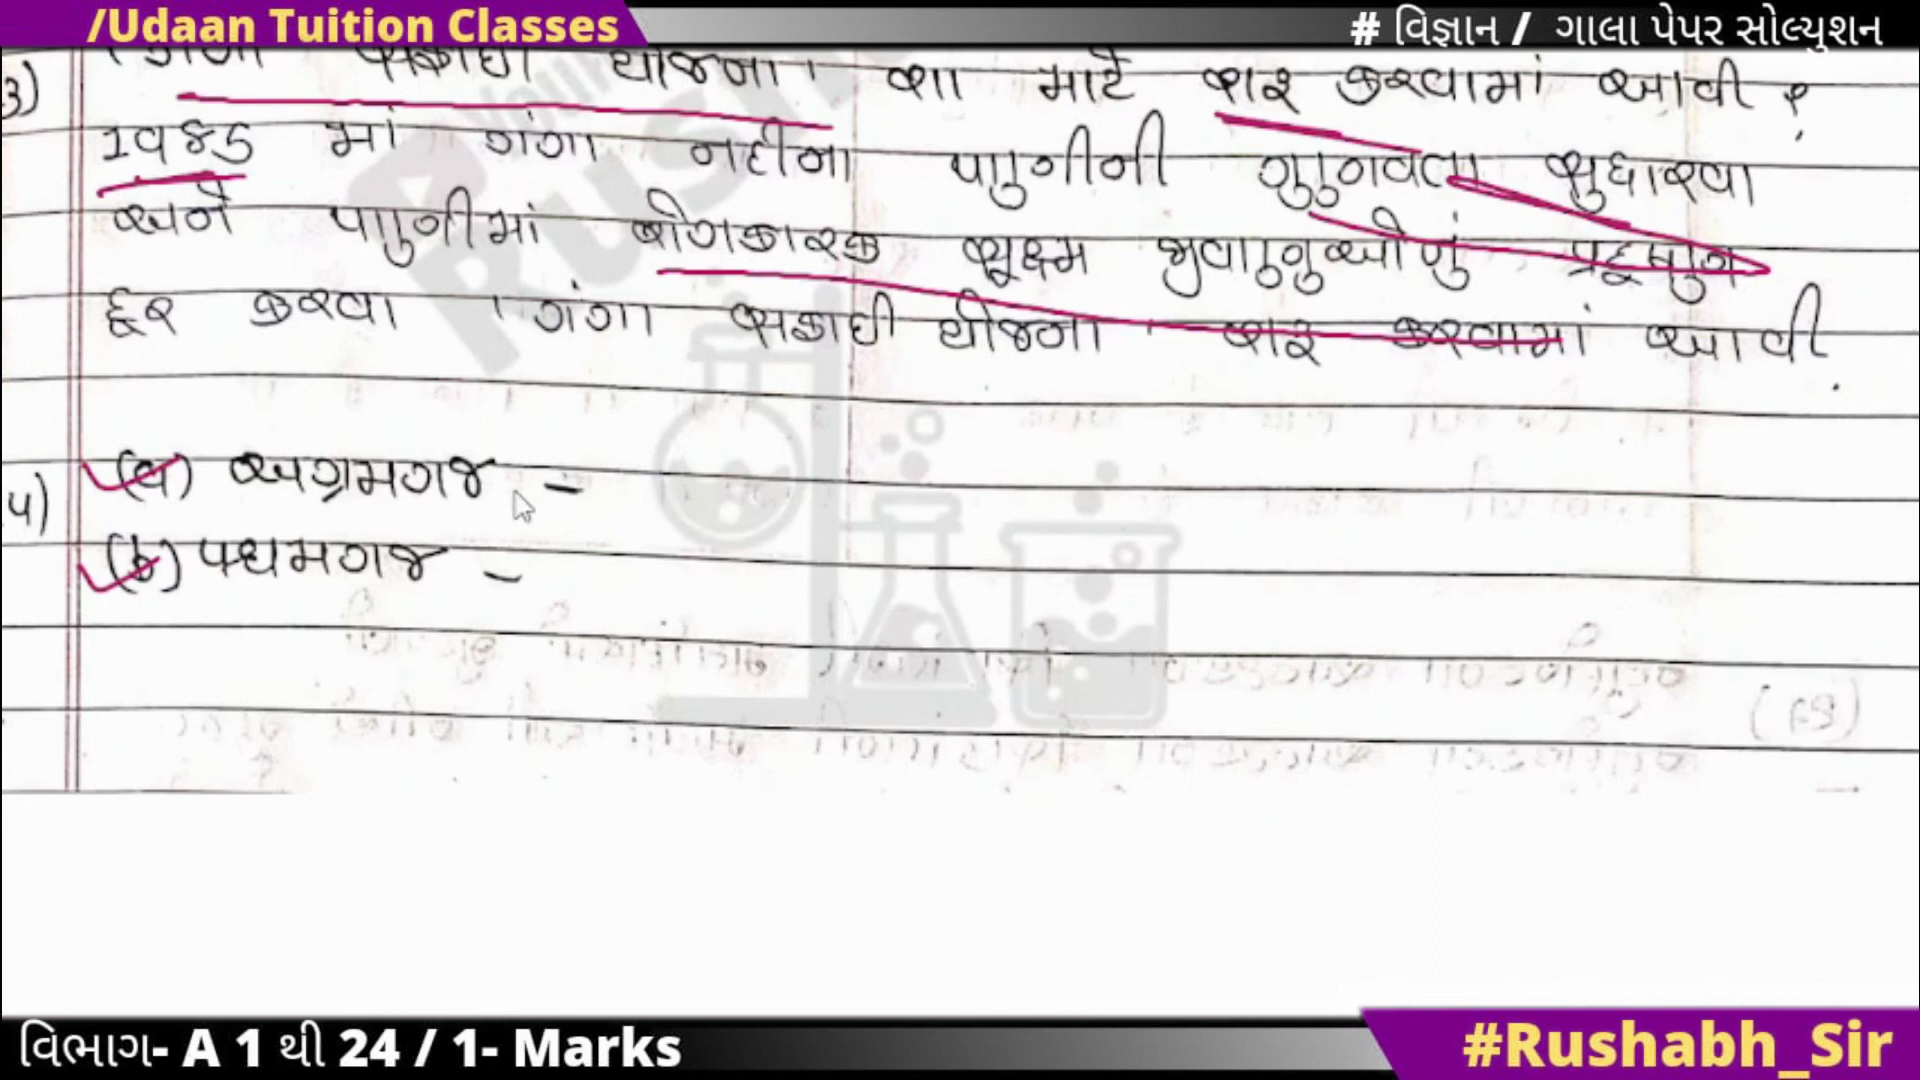 /Udaan Tuition Classes
# વિજ્ઞાન / ગાલા પેપર સોલ્યુશન
3) 'ગંગા સફાઈ યોજના' શા માટે શરૂ કરવામાં આવી ?
1985 માં ગંગા નદીના પાણીની ગુણવત્તા સુધારવા
અને પાણીમાં રોગકારક સૂક્ષ્મ જીવાણુઓનું પ્રદૂષણ
દૂર કરવા 'ગંગા સફાઈ યોજના' શરૂ કરવામાં આવી.
૫) (a) અગ્રમગજ -
(b) પશ્ચમગજ -
વિભાગ- A 1 થી 24 / 1- Marks
#Rushabh_Sir